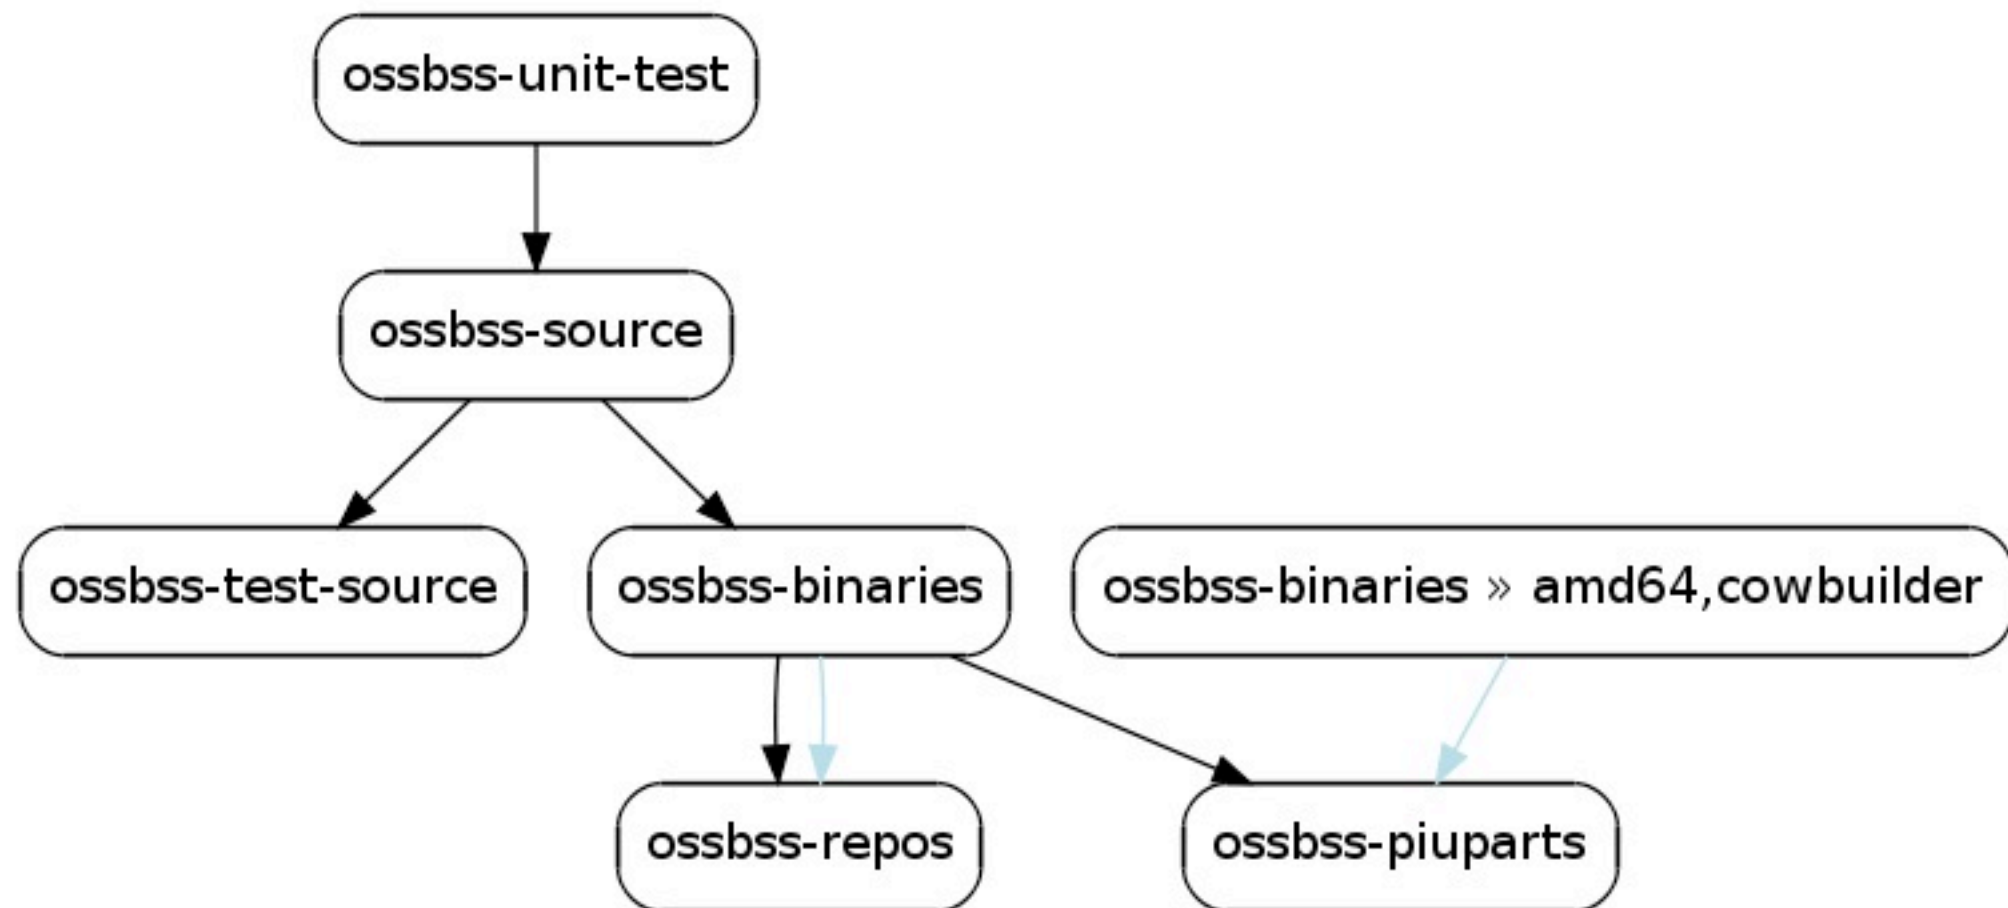 ossbss-unit-test
ossbss-source
ossbss-test-source
ossbss-binaries
ossbss-binaries » amd64,cowbuilder
ossbss-repos
ossbss-piuparts